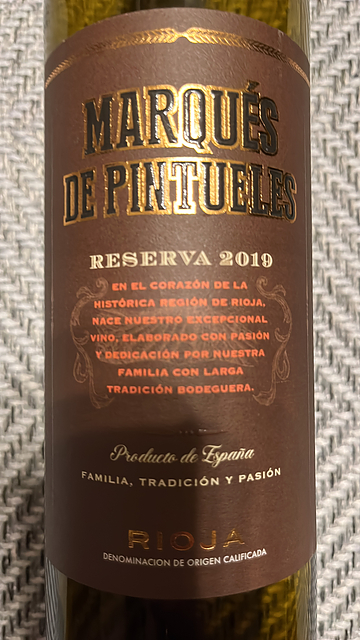 MARQUÉS
DE PINTUELES
RESERVA 2019
EN EL CORAZÓN DE LA
HISTÓRICA REGIÓN DE RIOJA,
NACE NUESTRO EXCEPCIONAL
VINO, ELABORADO CON PASIÓN
Y DEDICACIÓN POR NUESTRA
FAMILIA CON LARGA
TRADICIÓN BODEGUERA.
Producto de España
FAMILIA, TRADICIÓN Y PASIÓN
RIOJA
DENOMINACION DE ORIGEN CALIFICADA